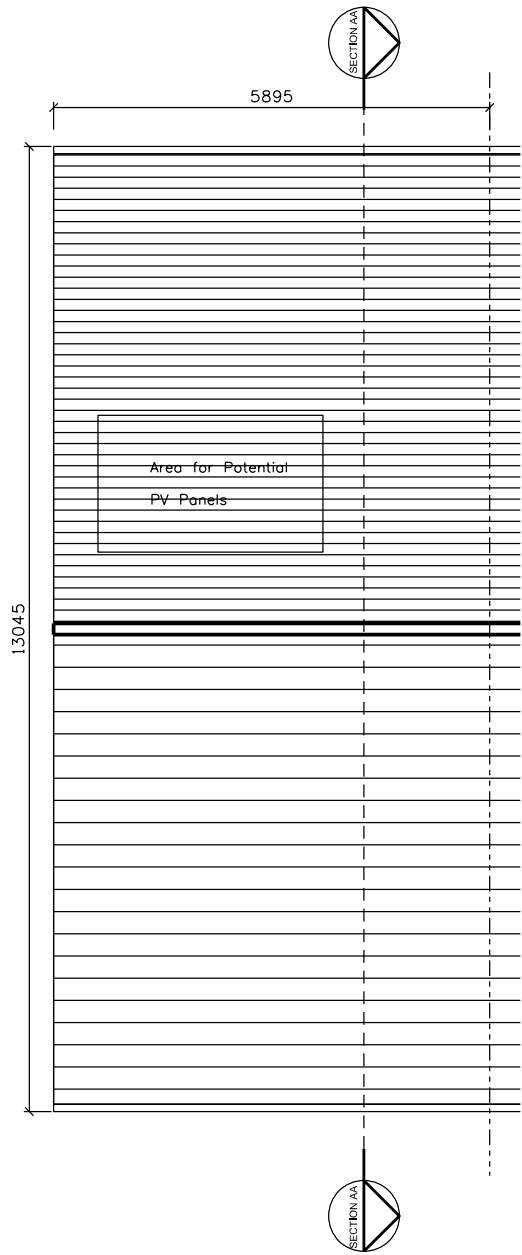 SECTION AA
5895
Area for Potential
PV Panels
13045
SECTION AA